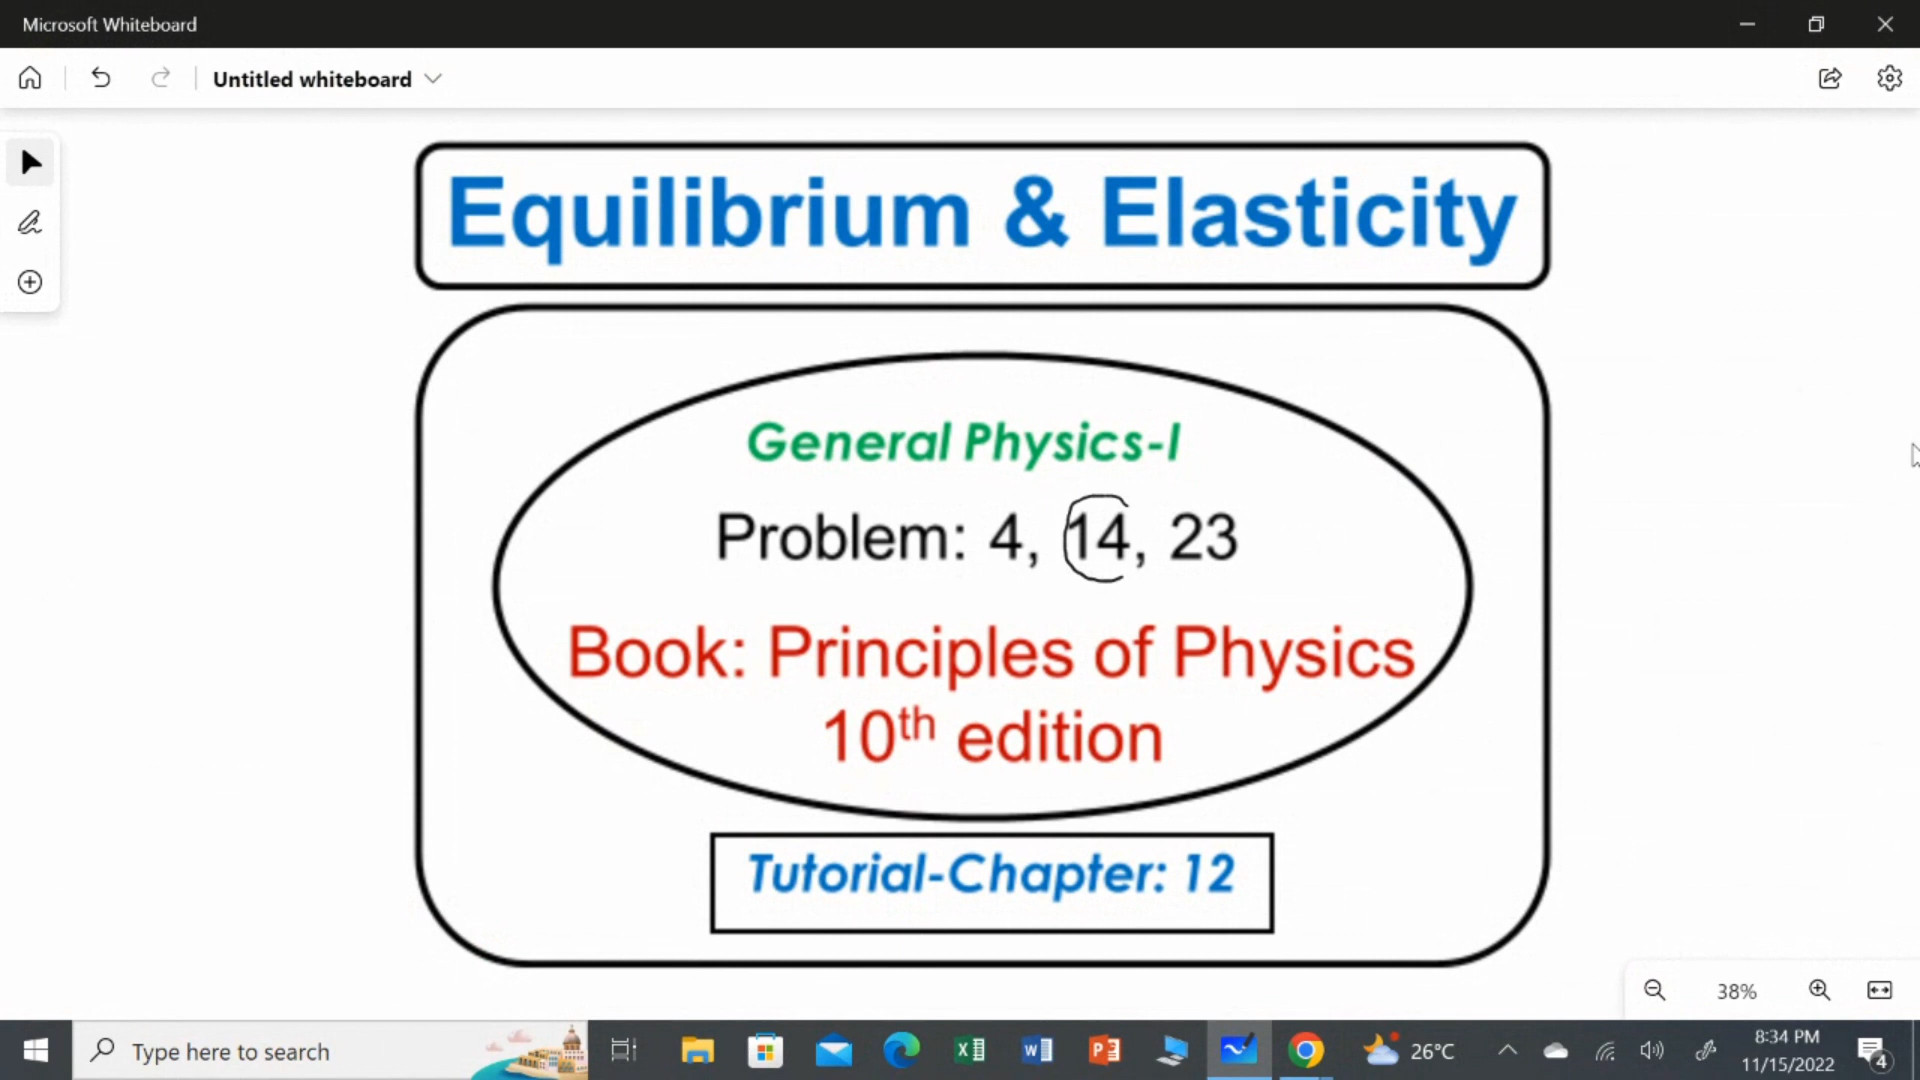 Microsoft Whiteboard
Untitled whiteboard
Equilibrium & Elasticity
General Physics-I
Problem: 4, 14, 23
Book: Principles of Physics
10th edition
Tutorial-Chapter: 12
38%
Type here to search
26°C
8:34 PM
11/15/2022
4